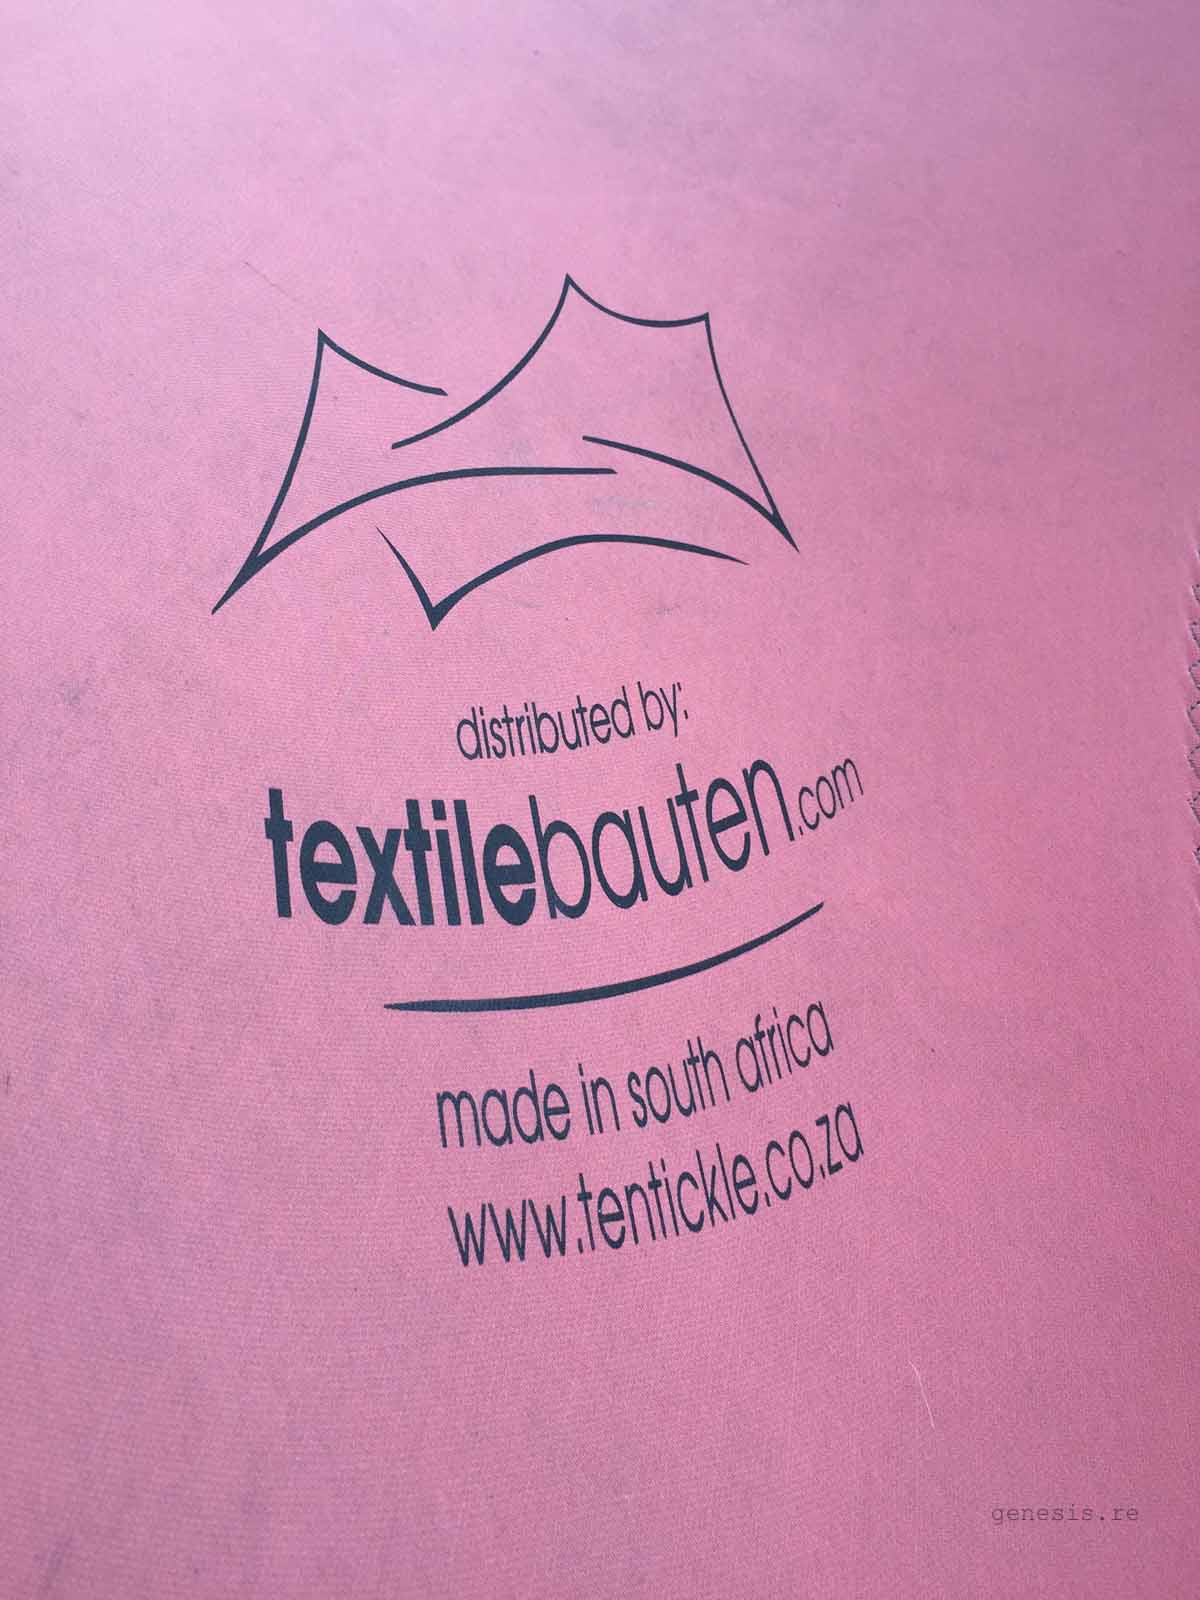 distributed by:
textilebauten.com
made in south africa
www.tentickle.co.za
genesis.re